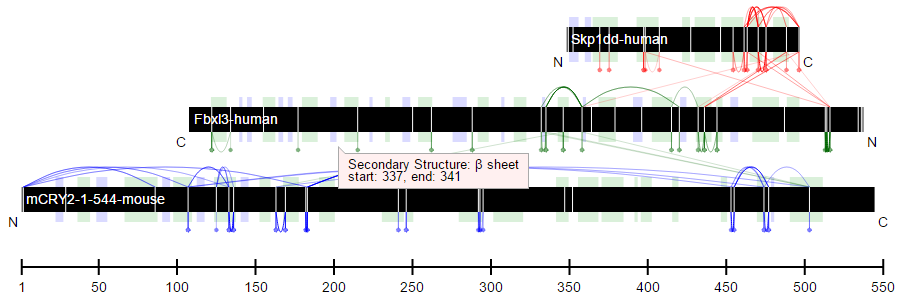 Skp1dd-human
N
C
Fbxl3-human
C
N
Secondary Structure: β sheet
start: 337, end: 341
mCRY2-1-544-mouse
N
C
1 50 100 150 200 250 300 350 400 450 500 550